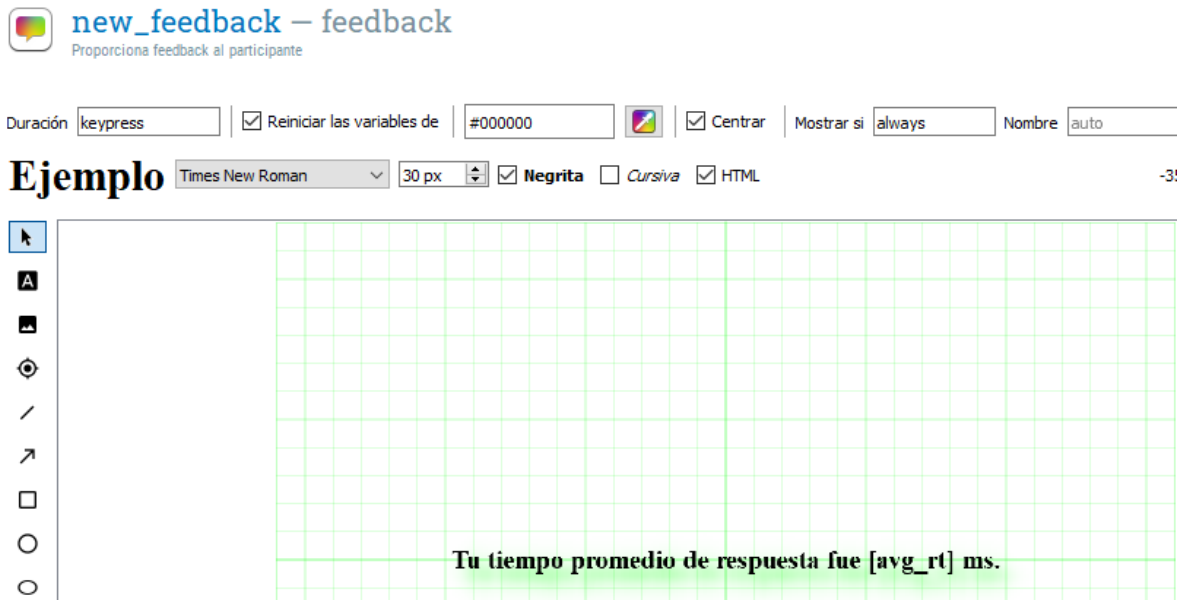 new_feedback — feedback
Proporciona feedback al participante
Duración keypress Reiniciar las variables de #000000 Centrar Mostrar si always Nombre auto
Ejemplo Times New Roman 30 px Negrita Cursiva HTML -35
A
Tu tiempo promedio de respuesta fue [avg_rt] ms.